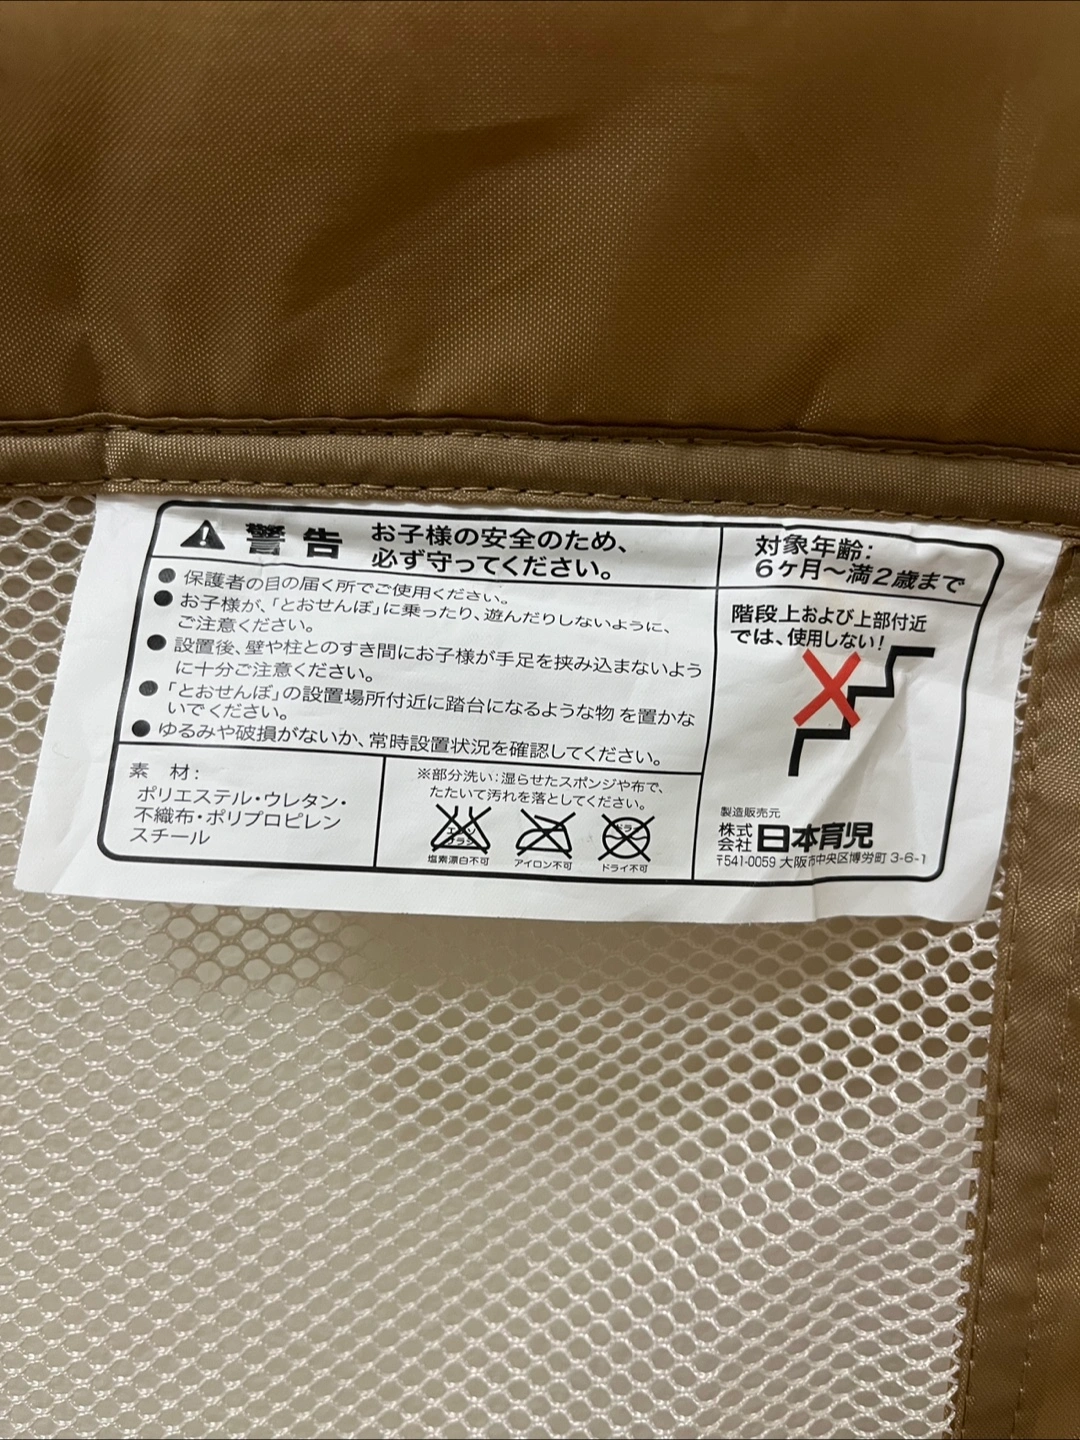 警告
お子様の安全のため、
必ず守ってください。
●保護者の目の届く所でご使用ください。
●お子様が、「とおせんぼ」に乗ったり、遊んだりしないように、
ご注意ください。
●設置後、壁や柱とのすき間にお子様が手足を挟み込まないよう
に十分ご注意ください。
●「とおせんぼ」の設置場所付近に踏台になるような物を置かな
いでください。
●ゆるみや破損がないか、常時設置状況を確認してください。
対象年齢:
6ヶ月～満2歳まで
階段上および上部付近
では、使用しない!
素 材:
ポリエステル・ウレタン・
不織布・ポリプロピレン
スチール
※部分洗い:湿らせたスポンジや布で、
たたいて汚れを落としてください。
エンソ
サラシ
ドライ
塩素漂白不可
アイロン不可
ドライ不可
製造販売元
株式会社 日本育児
〒541-0059 大阪市中央区博労町 3-6-1